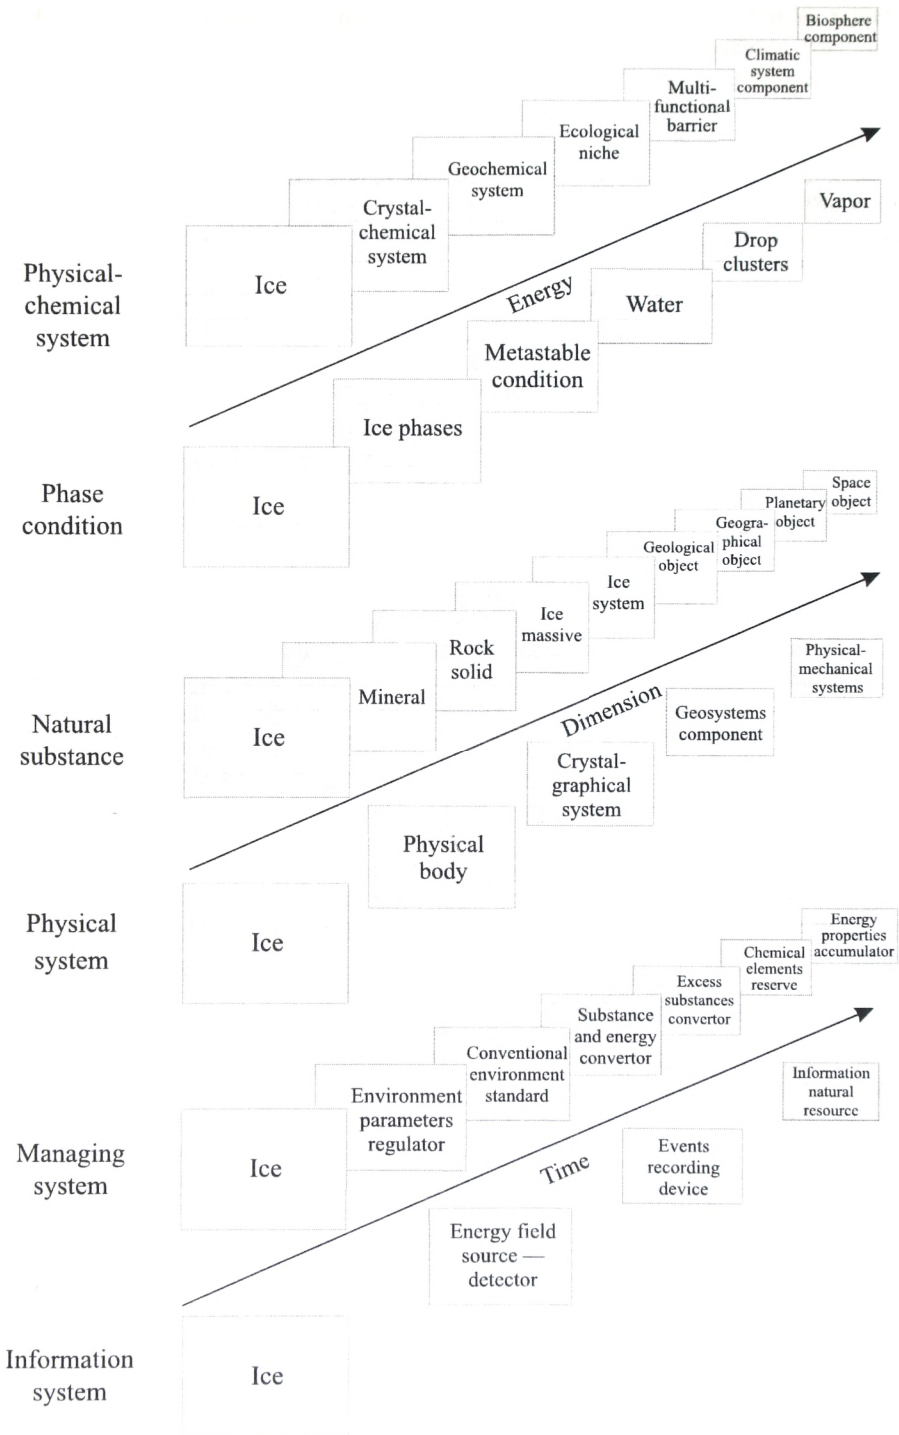 Biosphere
component
Climatic
system
component
Multi-
functional
barrier
Ecological
niche
Geochemical
system
Crystal-
chemical
system
Ice
Physical-
chemical
system
Energy
Vapor
Drop
clusters
Water
Metastable
condition
Ice phases
Ice
Phase
condition
Space
object
Planetary
object
Geogra-
phical
object
Geological
object
Ice
system
Ice
massive
Rock
solid
Mineral
Ice
Natural
substance
Dimension
Physical-
mechanical
systems
Geosystems
component
Crystal-
graphical
system
Physical
body
Ice
Physical
system
Energy
properties
accumulator
Chemical
elements
reserve
Excess
substances
convertor
Substance
and energy
convertor
Conventional
environment
standard
Environment
parameters
regulator
Ice
Managing
system
Time
Information
natural
resource
Events
recording
device
Energy field
source —
detector
Ice
Information
system